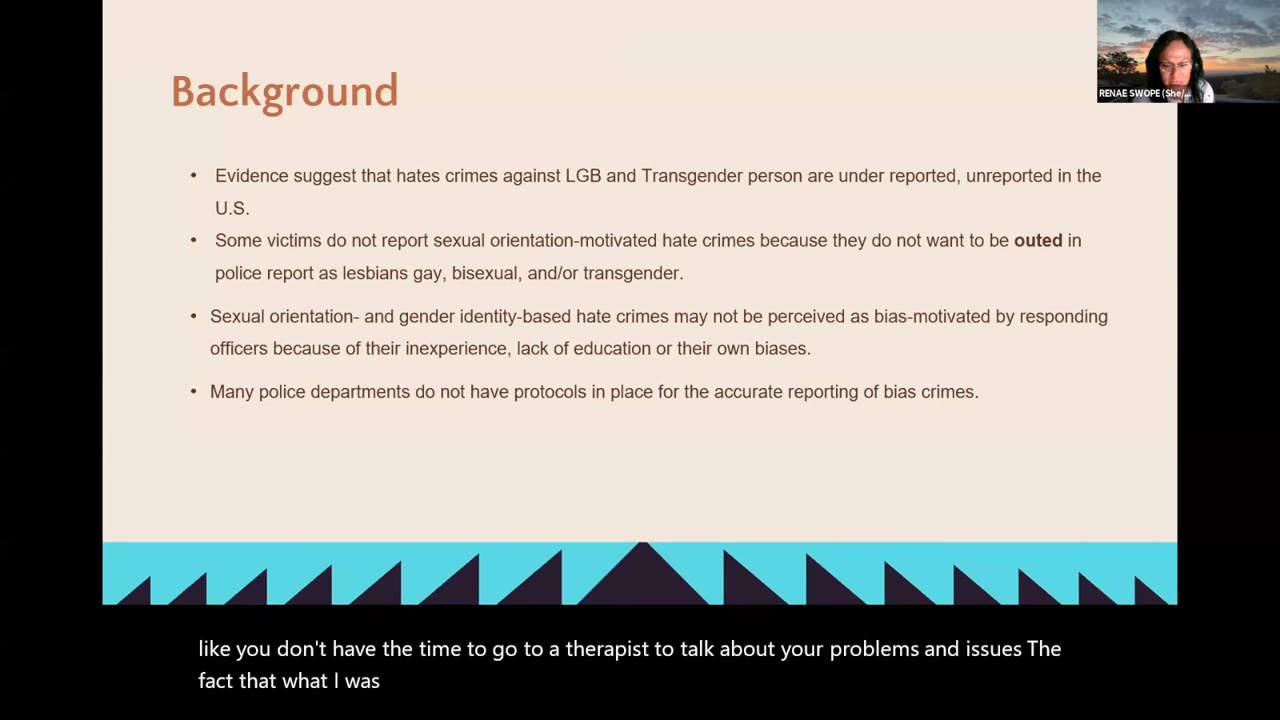 Background
RENAE SWOPE (She/...
• Evidence suggest that hates crimes against LGB and Transgender person are under reported, unreported in the
U.S.
• Some victims do not report sexual orientation-motivated hate crimes because they do not want to be outed in
police report as lesbians gay, bisexual, and/or transgender.
• Sexual orientation- and gender identity-based hate crimes may not be perceived as bias-motivated by responding
officers because of their inexperience, lack of education or their own biases.
• Many police departments do not have protocols in place for the accurate reporting of bias crimes.
like you don't have the time to go to a therapist to talk about your problems and issues The
fact that what I was